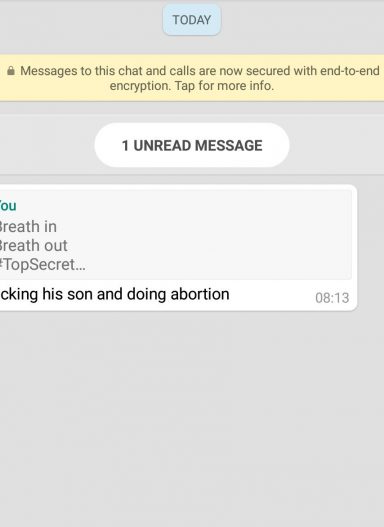 TODAY
Messages to this chat and calls are now secured with end-to-end
encryption. Tap for more info.
1 UNREAD MESSAGE
You
Breath in
Breath out
#TopSecret...
cking his son and doing abortion
08:13